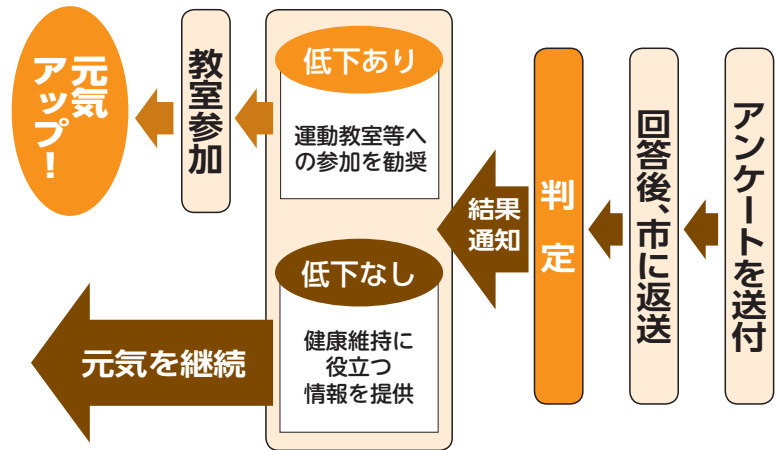 アンケートを送付
回答後、市に返送
判定
結果
通知
低下あり
運動教室等へ
の参加を勧奨
教室参加
元気
アップ!
低下なし
健康維持に
役立つ
情報を提供
元気を継続